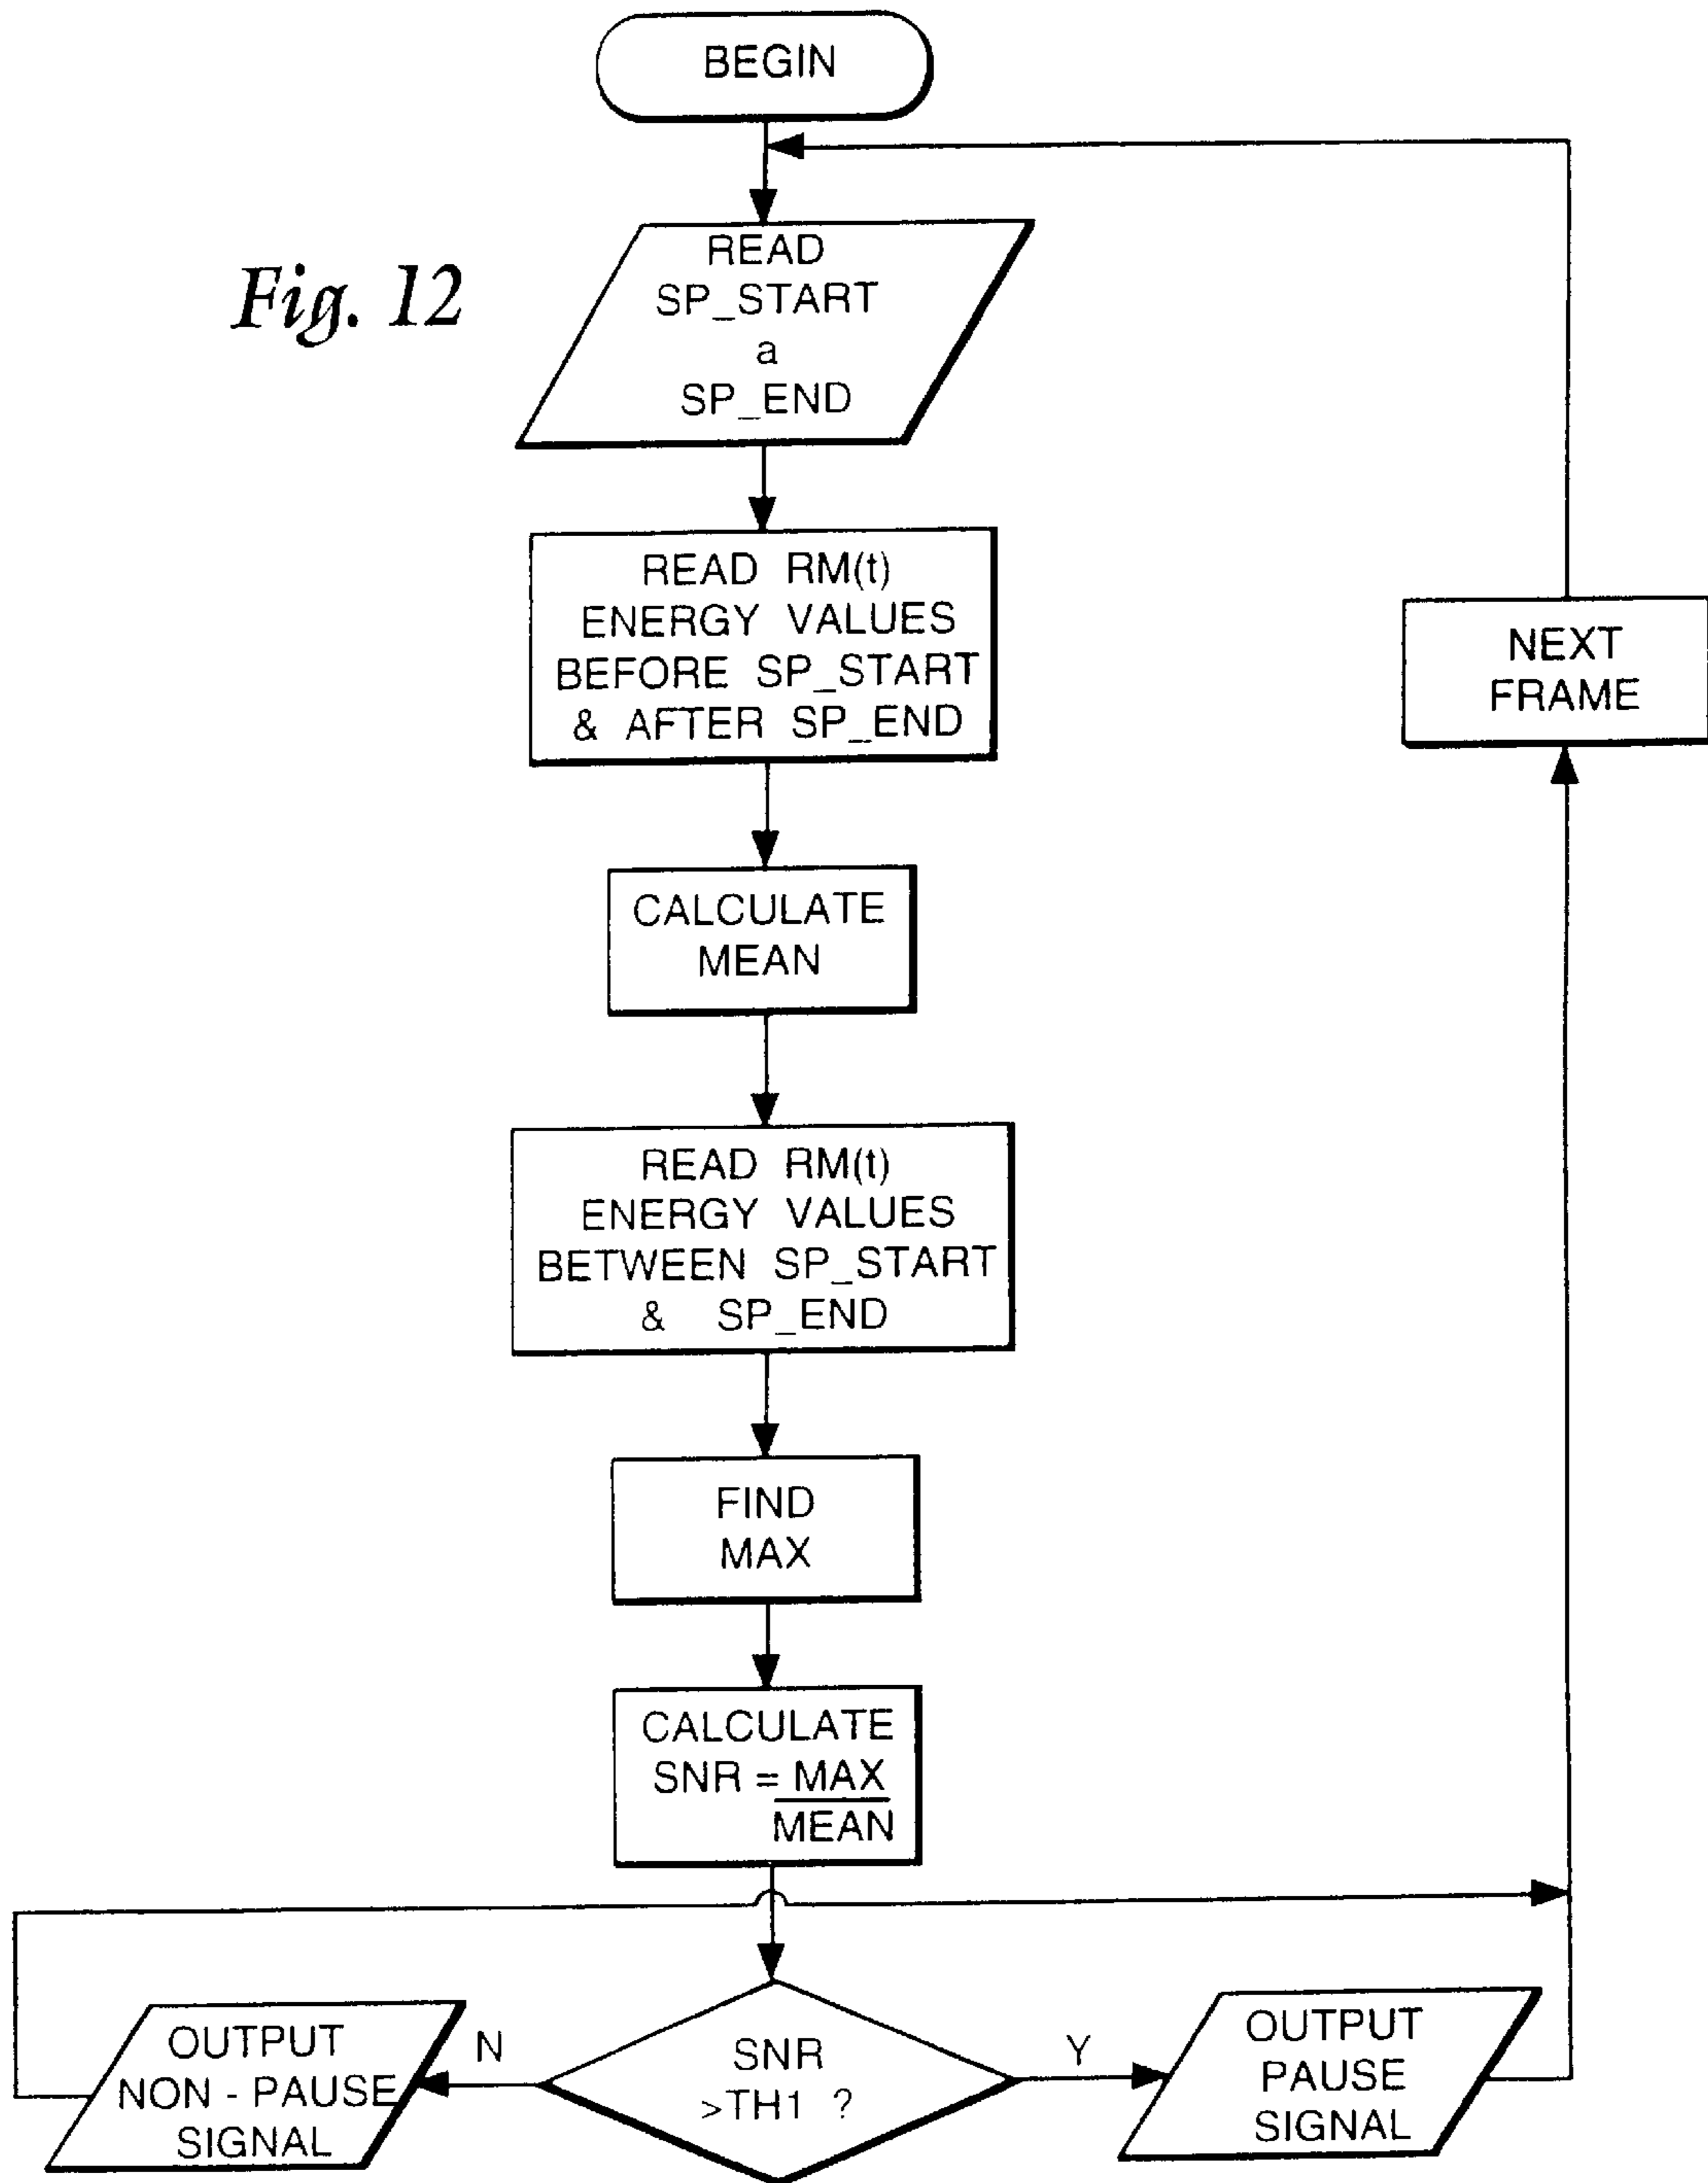 BEGIN
Fig. 12
READ
SP_START
a
SP_END
READ RM(t)
ENERGY VALUES
BEFORE SP_START
& AFTER SP_END
NEXT
FRAME
CALCULATE
MEAN
READ RM(t)
ENERGY VALUES
BETWEEN SP_START
& SP_END
FIND
MAX
CALCULATE
SNR = MAX
MEAN
OUTPUT
NON - PAUSE
SIGNAL
N
SNR
>TH1 ?
Y
OUTPUT
PAUSE
SIGNAL